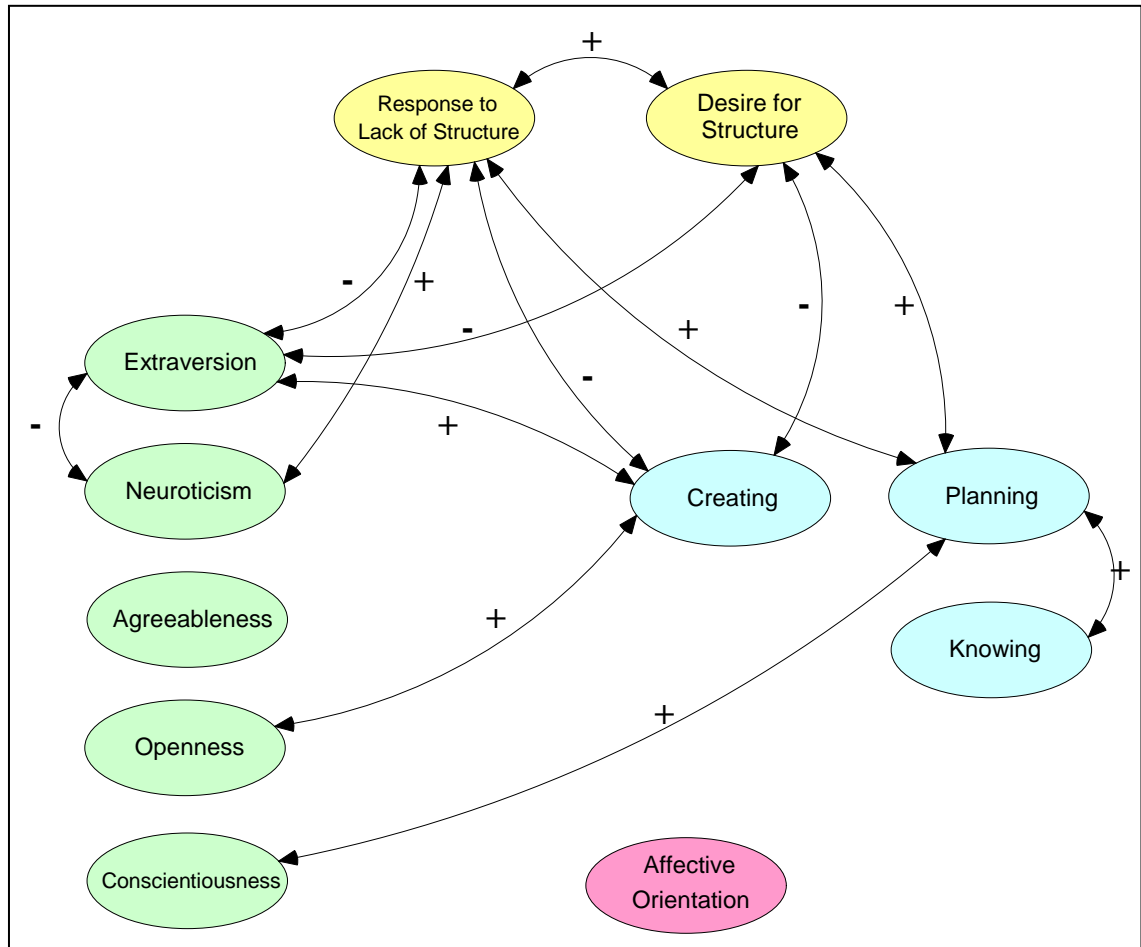 +
Response to
Lack of Structure
Desire for
Structure
-
+
-
+
-
+
-
Extraversion
+
-
Neuroticism
Creating
Planning
+
Agreeableness
+
Knowing
Openness
+
Conscientiousness
Affective
Orientation